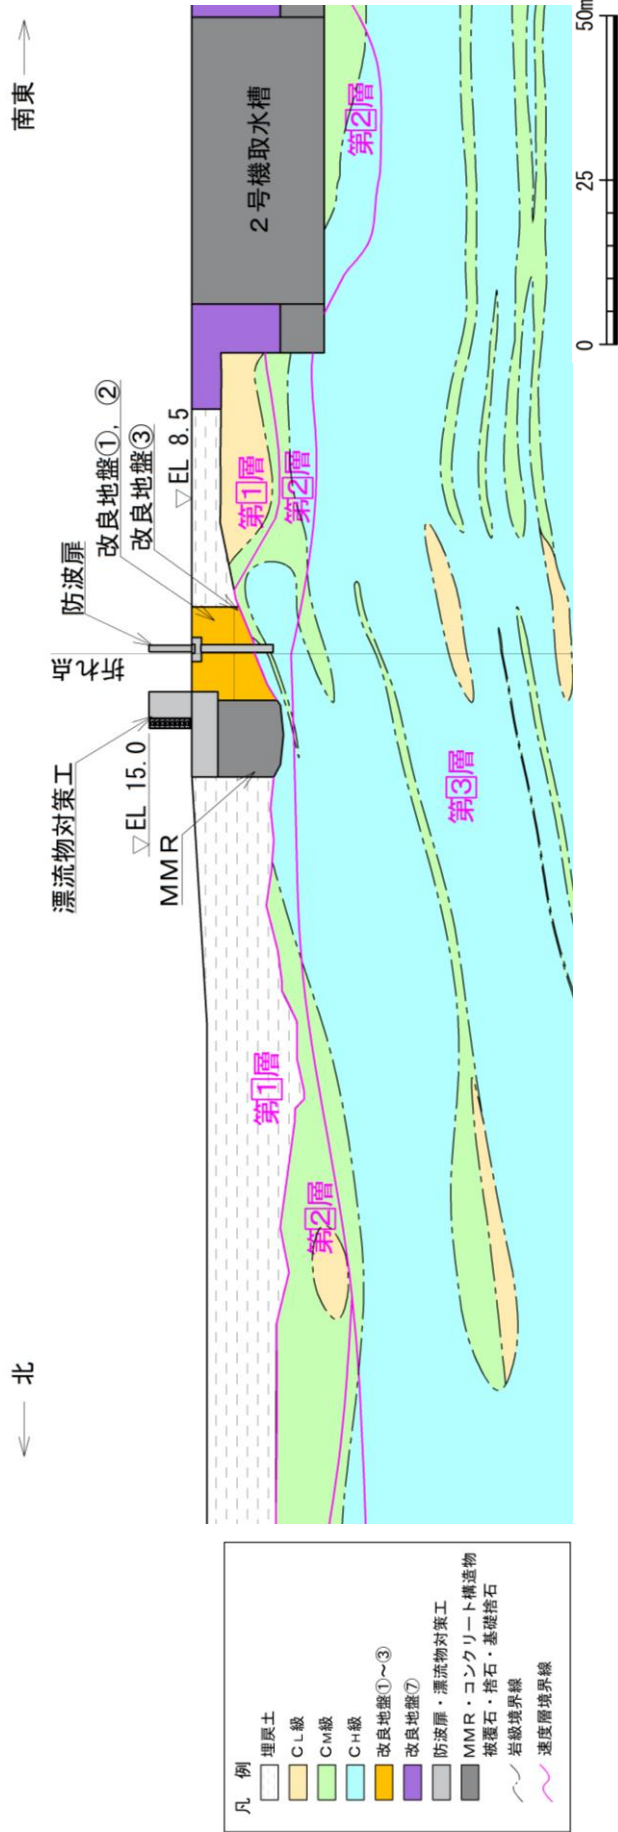 ← 北
南東 →
折れ点
漂流物対策工
防波扉
改良地盤①，②
改良地盤③
▽EL 15.0
▽EL 8.5
MMR
2号機取水槽
第1層
第1層
第2層
第2層
第2層
第3層
0
25
50m
凡 例
埋戻土
CL級
CM級
CH級
改良地盤①～③
改良地盤⑦
防波扉・漂流物対策工
MMR・コンクリート構造物
被覆石・捨石・基礎捨石
岩級境界線
速度層境界線